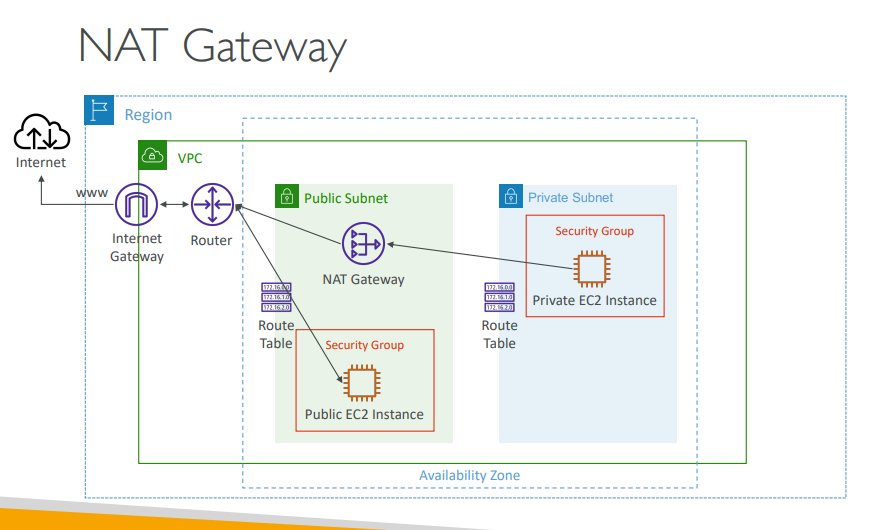 NAT Gateway
Region
Internet
VPC
www
Public Subnet
Private Subnet
Security Group
Internet
Gateway
Router
NAT Gateway
Private EC2 Instance
172.16.0.0
172.16.1.0
172.16.2.0
Route
Table
172.16.0.0
172.16.1.0
172.16.2.0
Route
Table
Security Group
Public EC2 Instance
Availability Zone